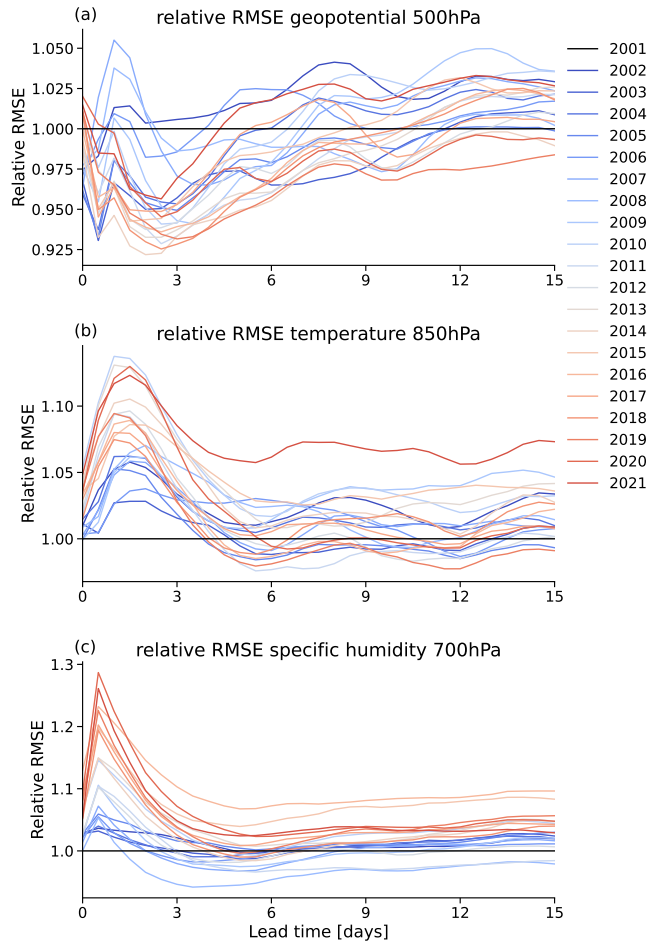 (a)
relative RMSE geopotential 500hPa
1.050
1.025
1.000
0.975
0.950
0.925
Relative RMSE
0 3 6 9 12 15
2001
2002
2003
2004
2005
2006
2007
2008
2009
2010
2011
2012
2013
2014
2015
2016
2017
2018
2019
2020
2021
(b)
relative RMSE temperature 850hPa
1.10
1.05
1.00
Relative RMSE
0 3 6 9 12 15
(c)
relative RMSE specific humidity 700hPa
1.3
1.2
1.1
1.0
Relative RMSE
0 3 6 9 12 15
Lead time [days]